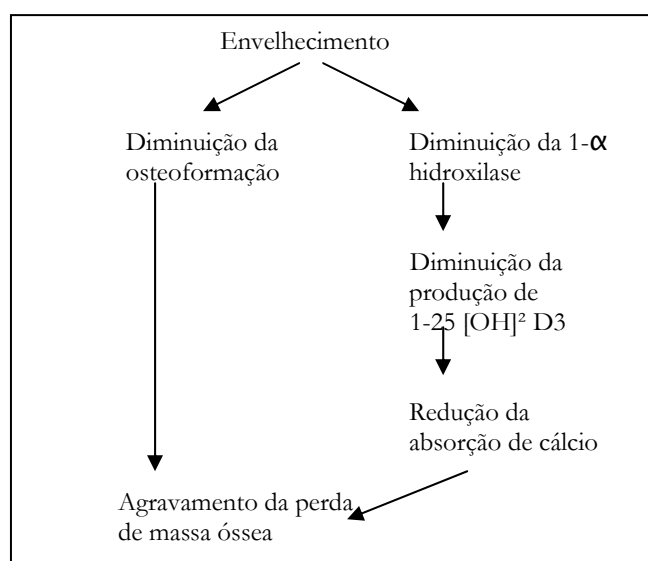 Envelhecimento
Diminuição da
osteoformação
Diminuição da 1-α
hidroxilase
Diminuição da
produção de
1-25 [OH]² D3
Redução da
absorção de cálcio
Agravamento da perda
de massa óssea